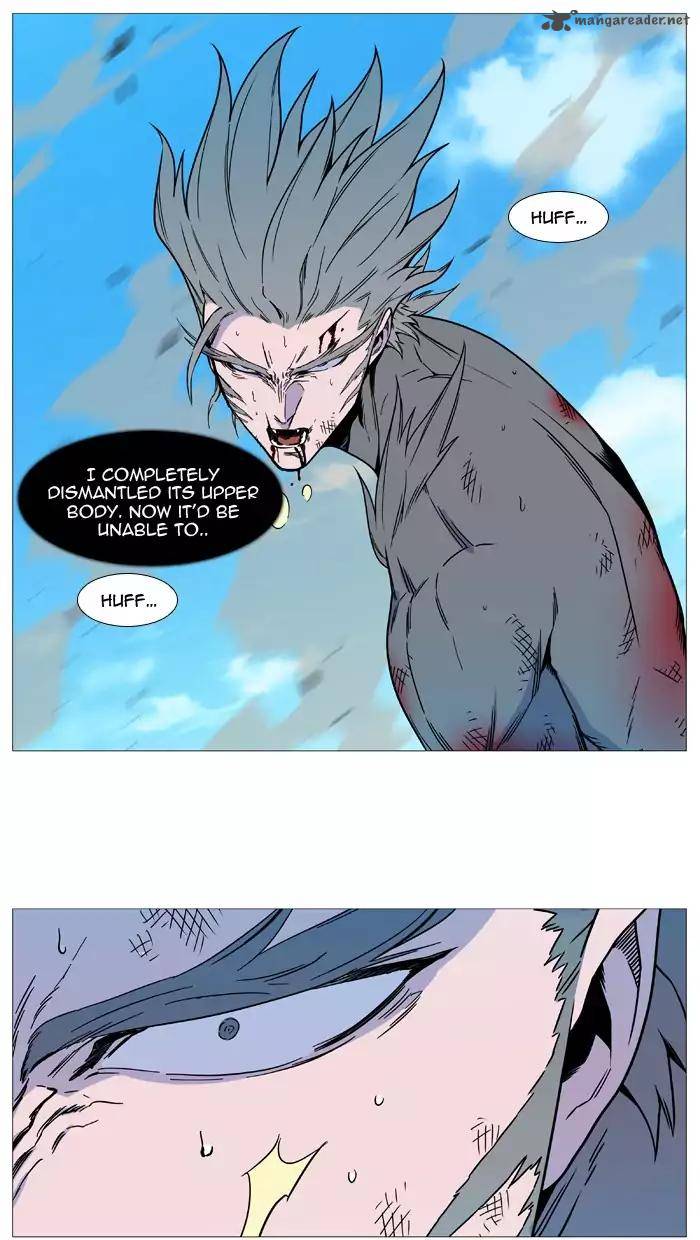 mangareader.net
HUFF...
I COMPLETELY
DISMANTLED ITS UPPER
BODY. NOW IT'D BE
UNABLE TO..
HUFF...